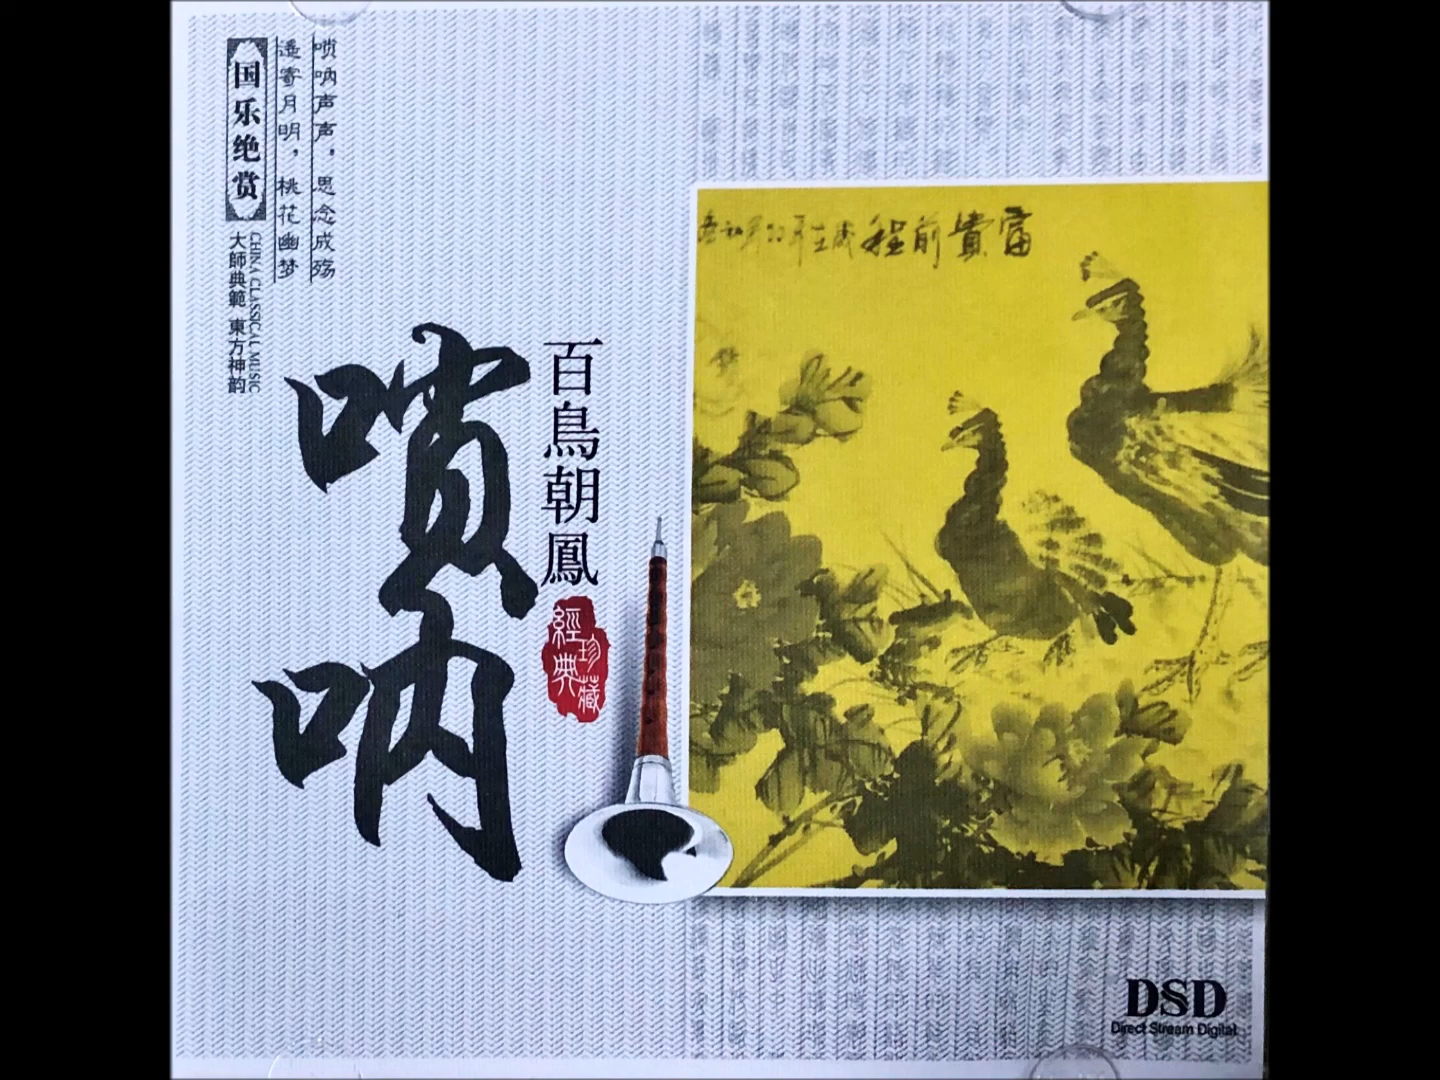 唢呐声声，思念成殇
遥寄月明，桃花幽梦
国乐绝赏
CHINA CLASSICAL MUSIC
大師典範 東方神韵
百鳥朝鳳
嗩呐
經典
珍藏
富貴前程
DSD
Direct Stream Digital